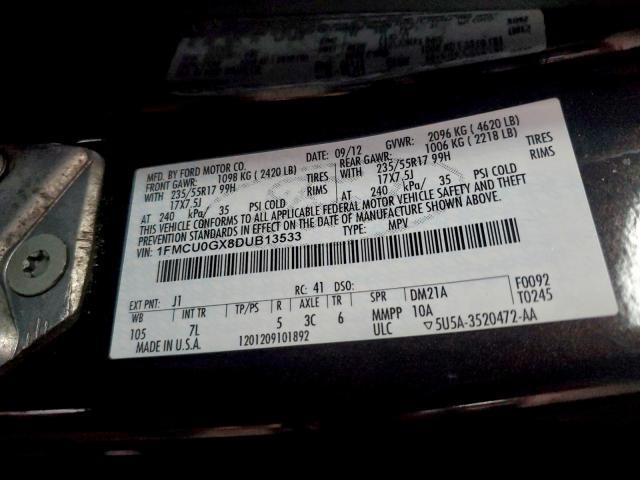 MFD. BY FORD MOTOR CO. 09/12 GVWR: 2096 KG ( 4620 LB)
FRONT GAWR: 1098 KG ( 2420 LB) REAR GAWR: 1006 KG ( 2218 LB)
WITH 235/55R17 99H TIRES WITH 235/55R17 99H TIRES
17X7.5J RIMS 17X7.5J RIMS
AT 240 kPa/ 35 PSI COLD AT 240 kPa/ 35 PSI COLD
THIS VEHICLE CONFORMS TO ALL APPLICABLE FEDERAL MOTOR VEHICLE SAFETY AND THEFT
PREVENTION STANDARDS IN EFFECT ON THE DATE OF MANUFACTURE SHOWN ABOVE.
VIN: 1FMCU0GX8DUB13533 TYPE: MPV
EXT PNT: J1 RC: 41 DSO: F0092
WB INT TR TP/PS R AXLE TR SPR DM21A T0245
105 7L 5 3C 6 MMPP 10A
MADE IN U.S.A. 1201209101892 ULC ▽5U5A-3520472-AA